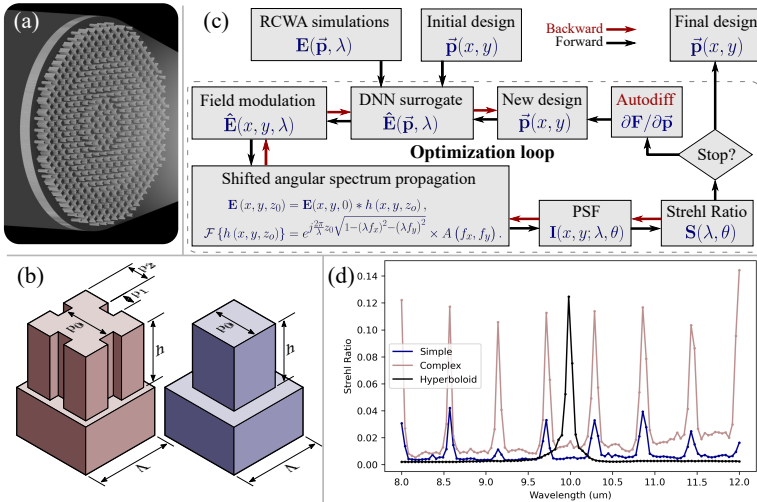 (a)
(c)
RCWA simulations
E(p⃗, λ)
Initial design
p⃗(x, y)
Backward
Forward
Final design
p⃗(x, y)
Field modulation
Ê(x, y, λ)
DNN surrogate
Ê(p⃗, λ)
New design
p⃗(x, y)
Autodiff
∂F/∂p⃗
Optimization loop
Stop?
Shifted angular spectrum propagation
E (x, y, z₀) = E (x, y, 0) ∗ h (x, y, zₒ) ,
F {h (x, y, zₒ)} = e^{j(2π/λ)z₀√(1−(λfₓ)²−(λf_y)²)} × A (fₓ, f_y) .
PSF
I(x, y; λ, θ)
Strehl Ratio
S(λ, θ)
(b)
p₂
p₁
p₀
h
Λ
p₀
h
Λ
(d)
Strehl Ratio
0.14
0.12
0.10
0.08
0.06
0.04
0.02
0.00
Simple
Complex
Hyperboloid
8.0 8.5 9.0 9.5 10.0 10.5 11.0 11.5 12.0
Wavelength (um)